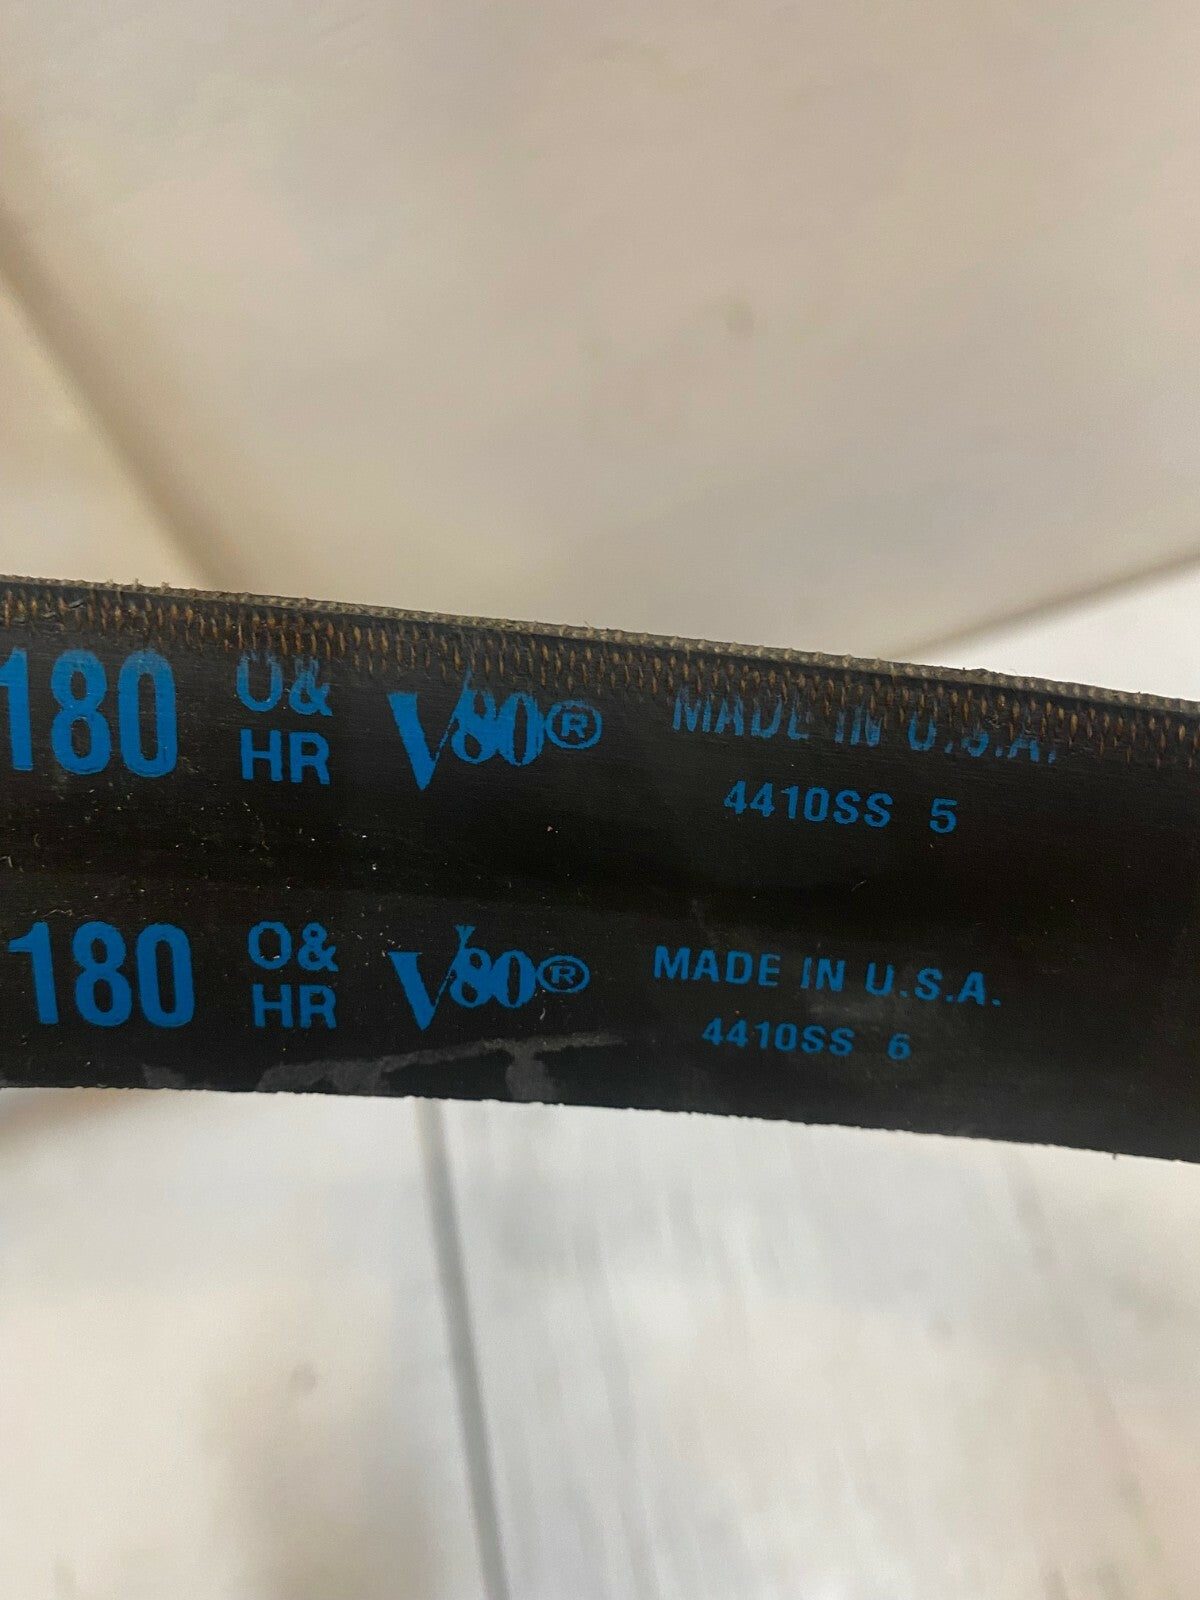 180 O& HR V80® MADE IN U.S.A.
4410SS 5
180 O& HR V80® MADE IN U.S.A.
4410SS 6